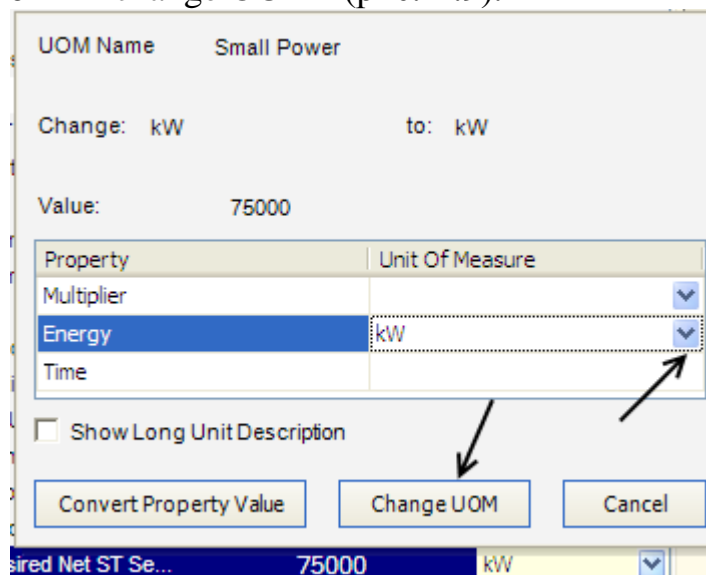 UOM Name Small Power
Change: kW to: kW
Value: 75000
Property Unit Of Measure
Multiplier
Energy kW
Time
Show Long Unit Description
Convert Property Value Change UOM Cancel
sired Net ST Se... 75000 kW